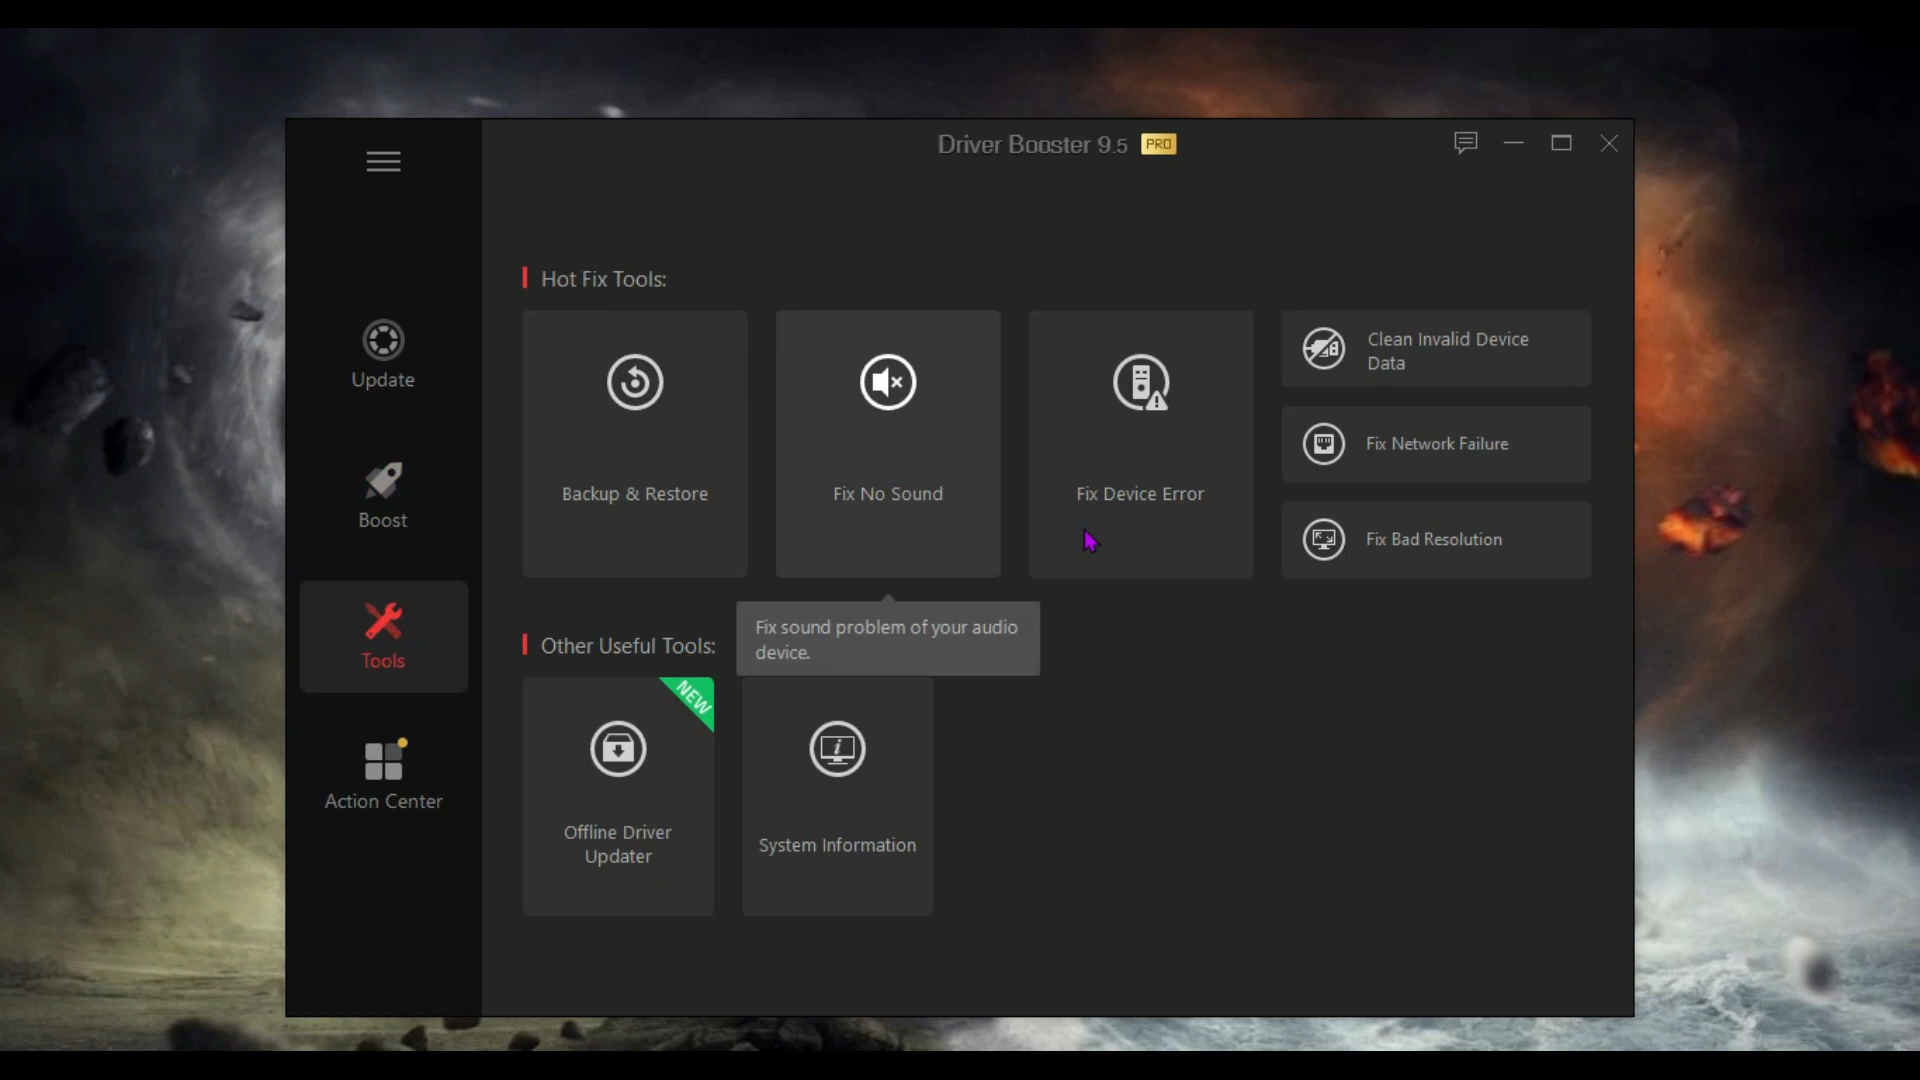 Driver Booster 9.5 PRO
Update
Boost
Tools
Action Center
Hot Fix Tools:
Backup & Restore
Fix No Sound
Fix Device Error
Clean Invalid Device
Data
Fix Network Failure
Fix Bad Resolution
Fix sound problem of your audio
device.
Other Useful Tools:
NEW
Offline Driver
Updater
System Information